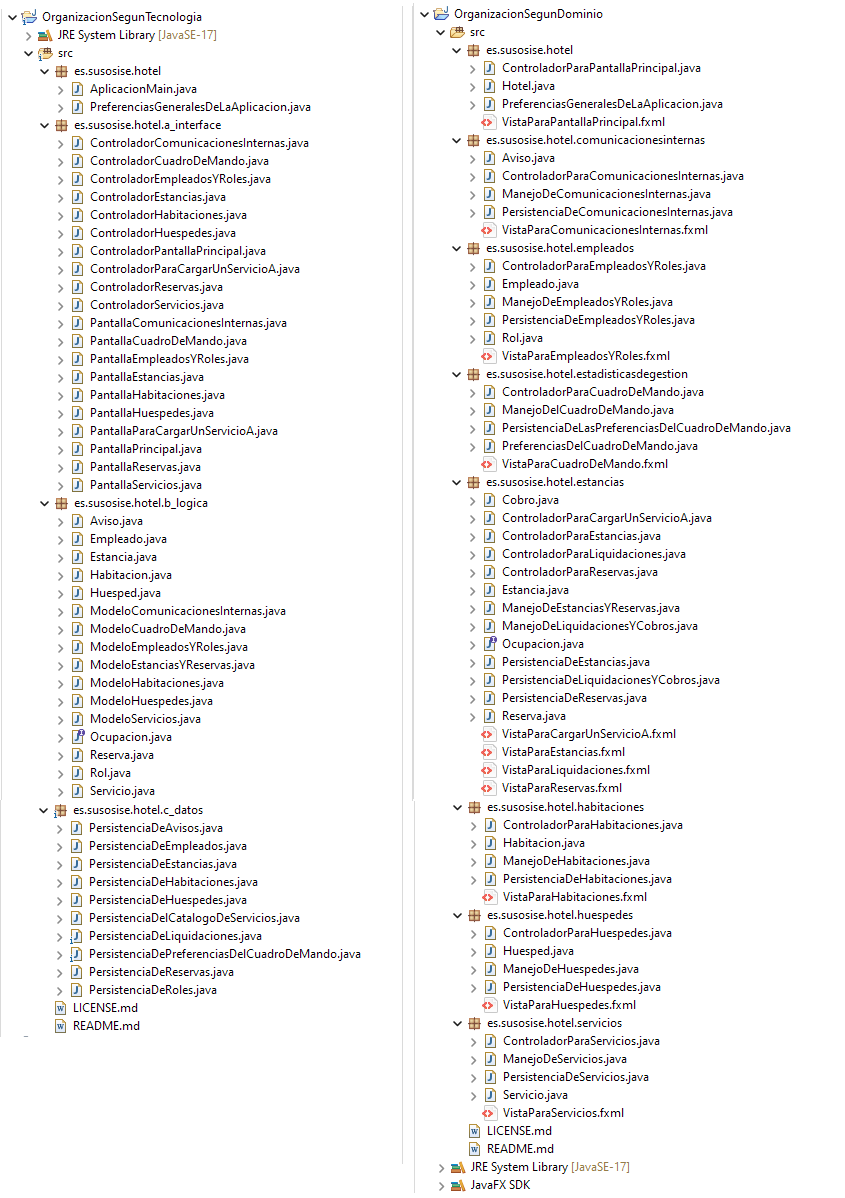 OrganizacionSegunTecnologia
JRE System Library [JavaSE-17]
src
es.susosise.hotel
AplicacionMain.java
PreferenciasGeneralesDeLaAplicacion.java
es.susosise.hotel.a_interface
ControladorComunicacionesInternas.java
ControladorCuadroDeMando.java
ControladorEmpleadosYRoles.java
ControladorEstancias.java
ControladorHabitaciones.java
ControladorHuespedes.java
ControladorPantallaPrincipal.java
ControladorParaCargarUnServicioA.java
ControladorReservas.java
ControladorServicios.java
PantallaComunicacionesInternas.java
PantallaCuadroDeMando.java
PantallaEmpleadosYRoles.java
PantallaEstancias.java
PantallaHabitaciones.java
PantallaHuespedes.java
PantallaParaCargarUnServicioA.java
PantallaPrincipal.java
PantallaReservas.java
PantallaServicios.java
es.susosise.hotel.b_logica
Aviso.java
Empleado.java
Estancia.java
Habitacion.java
Huesped.java
ModeloComunicacionesInternas.java
ModeloCuadroDeMando.java
ModeloEmpleadosYRoles.java
ModeloEstanciasYReservas.java
ModeloHabitaciones.java
ModeloHuespedes.java
ModeloServicios.java
Ocupacion.java
Reserva.java
Rol.java
Servicio.java
es.susosise.hotel.c_datos
PersistenciaDeAvisos.java
PersistenciaDeEmpleados.java
PersistenciaDeEstancias.java
PersistenciaDeHabitaciones.java
PersistenciaDeHuespedes.java
PersistenciaDelCatalogoDeServicios.java
PersistenciaDeLiquidaciones.java
PersistenciaDePreferenciasDelCuadroDeMando.java
PersistenciaDeReservas.java
PersistenciaDeRoles.java
LICENSE.md
README.md
OrganizacionSegunDominio
src
es.susosise.hotel
ControladorParaPantallaPrincipal.java
Hotel.java
PreferenciasGeneralesDeLaAplicacion.java
VistaParaPantallaPrincipal.fxml
es.susosise.hotel.comunicacionesinternas
Aviso.java
ControladorParaComunicacionesInternas.java
ManejoDeComunicacionesInternas.java
PersistenciaDeComunicacionesInternas.java
VistaParaComunicacionesInternas.fxml
es.susosise.hotel.empleados
ControladorParaEmpleadosYRoles.java
Empleado.java
ManejoDeEmpleadosYRoles.java
PersistenciaDeEmpleadosYRoles.java
Rol.java
VistaParaEmpleadosYRoles.fxml
es.susosise.hotel.estadisticasdegestion
ControladorParaCuadroDeMando.java
ManejoDelCuadroDeMando.java
PersistenciaDeLasPreferenciasDelCuadroDeMando.java
PreferenciasDelCuadroDeMando.java
VistaParaCuadroDeMando.fxml
es.susosise.hotel.estancias
Cobro.java
ControladorParaCargarUnServicioA.java
ControladorParaEstancias.java
ControladorParaLiquidaciones.java
ControladorParaReservas.java
Estancia.java
ManejoDeEstanciasYReservas.java
ManejoDeLiquidacionesYCobros.java
Ocupacion.java
PersistenciaDeEstancias.java
PersistenciaDeLiquidacionesYCobros.java
PersistenciaDeReservas.java
Reserva.java
VistaParaCargarUnServicioA.fxml
VistaParaEstancias.fxml
VistaParaLiquidaciones.fxml
VistaParaReservas.fxml
es.susosise.hotel.habitaciones
ControladorParaHabitaciones.java
Habitacion.java
ManejoDeHabitaciones.java
PersistenciaDeHabitaciones.java
VistaParaHabitaciones.fxml
es.susosise.hotel.huespedes
ControladorParaHuespedes.java
Huesped.java
ManejoDeHuespedes.java
PersistenciaDeHuespedes.java
VistaParaHuespedes.fxml
es.susosise.hotel.servicios
ControladorParaServicios.java
ManejoDeServicios.java
PersistenciaDeServicios.java
Servicio.java
VistaParaServicios.fxml
LICENSE.md
README.md
JRE System Library [JavaSE-17]
JavaFX SDK